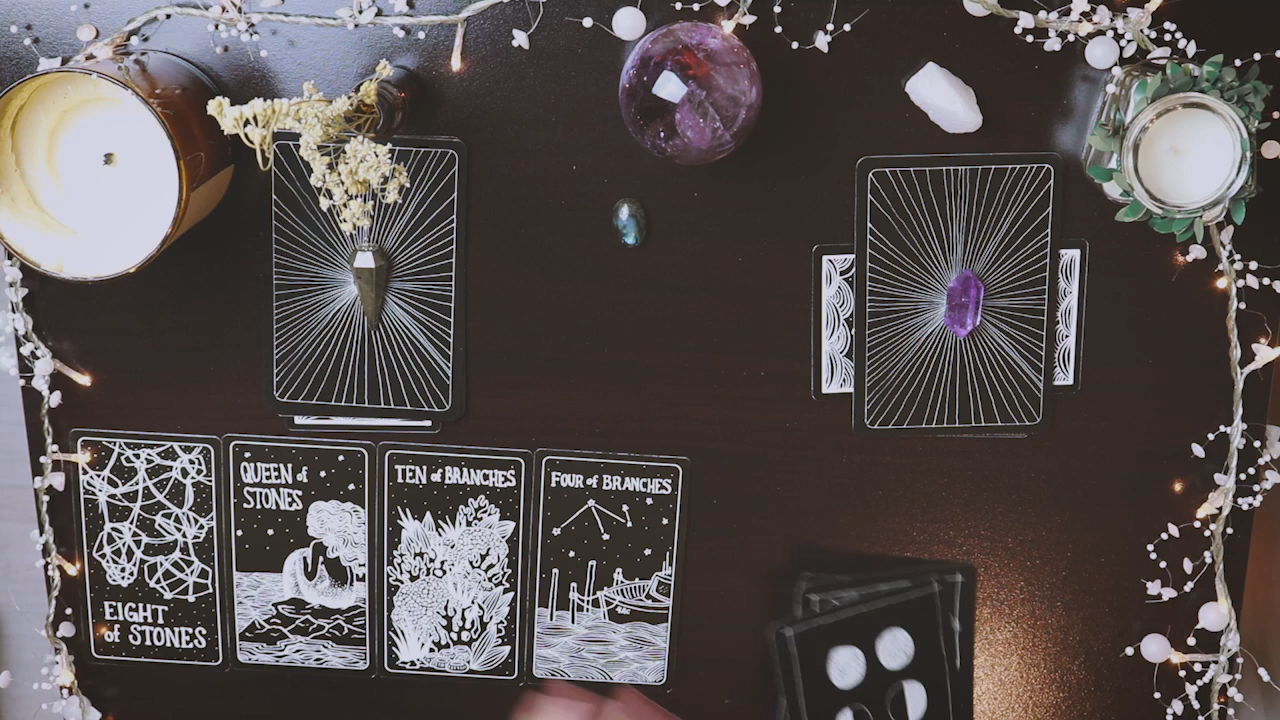 EIGHT
of STONES
QUEEN of
STONES
TEN of BRANCHES
FOUR of BRANCHES